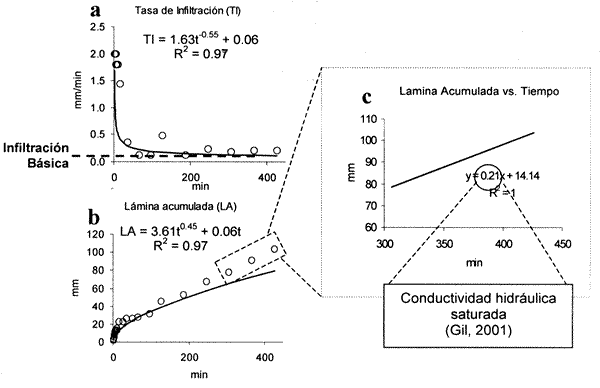 a
Tasa de Infiltración (TI)
TI = 1.63t^-0.55 + 0.06
R² = 0.97
mm/min
2.5
2.0
1.5
1.0
0.5
0.0
Infiltración
Básica
0 200 400
min
b
Lámina acumulada (LA)
LA = 3.61t^0.45 + 0.06t
R² = 0.97
mm
120
100
80
60
40
20
0
0 200 400
min
c
Lamina Acumulada vs. Tiempo
mm
110
100
90
80
70
60
y = 0.21x + 14.14
R² = 1
300 350 400 450
min
Conductividad hidráulica
saturada
(Gil, 2001)